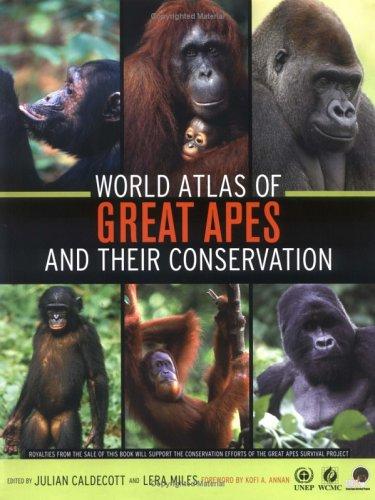 Copyrighted Material
WORLD ATLAS OF
GREAT APES
AND THEIR CONSERVATION
ROYALTIES FROM THE SALE OF THIS BOOK WILL SUPPORT THE CONSERVATION EFFORTS OF THE GREAT APES SURVIVAL PROJECT
EDITED BY JULIAN CALDECOTT AND LERA MILES FOREWORD BY KOFI A. ANNAN
UNEP WCMC
Copyrighted Material